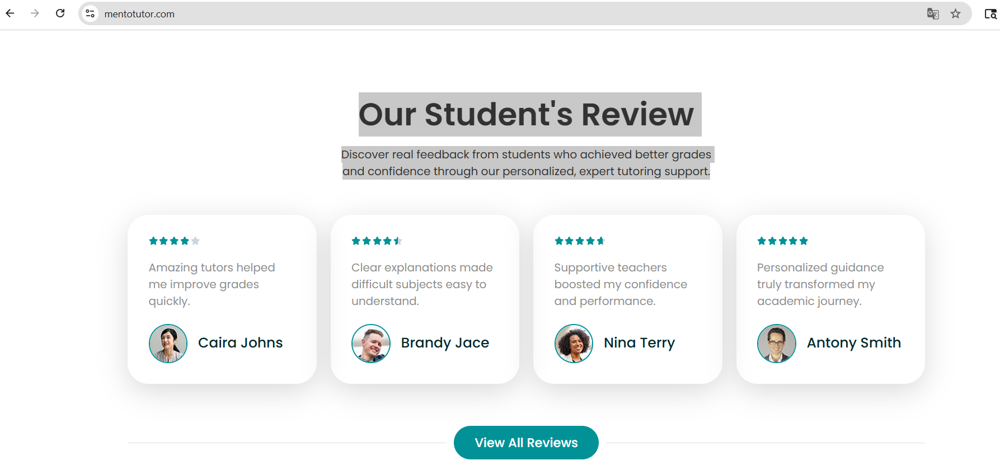 mentotutor.com
Our Student's Review
Discover real feedback from students who achieved better grades
and confidence through our personalized, expert tutoring support.
Amazing tutors helped
me improve grades
quickly.
Caira Johns
Clear explanations made
difficult subjects easy to
understand.
Brandy Jace
Supportive teachers
boosted my confidence
and performance.
Nina Terry
Personalized guidance
truly transformed my
academic journey.
Antony Smith
View All Reviews